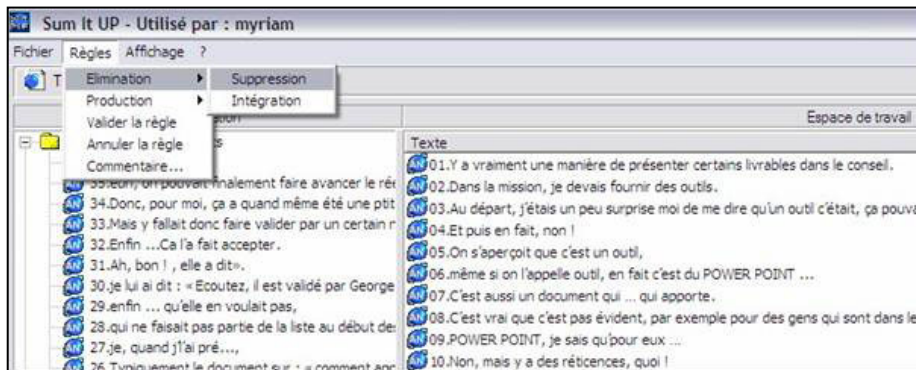 Sum It UP - Utilisé par : myriam
Fichier Règles Affichage ?
T
Elimination
Suppression
Production
Intégration
Valider la règle
Annuler la règle
Commentaire...
Espace de travail
Texte
34.Donc, pour moi, ça a quand même été une ptit
33.Mais y fallait donc faire valider par un certain
32.Enfin ...Ca l'a fait accepter.
31.Ah, bon ! , elle a dit».
30.je lui ai dit : « Ecoutez, il est validé par George
29.enfin ... qu'elle en voulait pas,
28.qui ne faisait pas partie de la liste au début de
27.je, quand j'l'ai pré...,
26.Typiquement le document sur : « comment
01.Y a vraiment une manière de présenter certains livrables dans le conseil.
02.Dans la mission, je devais fournir des outils.
03.Au départ, j'étais un peu surprise moi de me dire qu'un outil c'était, ça pouva
04.Et puis en fait, non !
05.On s'aperçoit que c'est un outil,
06.même si on l'appelle outil, en fait c'est du POWER POINT ...
07.C'est aussi un document qui ... qui apporte.
08.C'est vrai que c'est pas évident, par exemple pour des gens qui sont dans le
09.POWER POINT, je sais qu'pour eux ...
10.Non, mais y a des réticences, quoi !